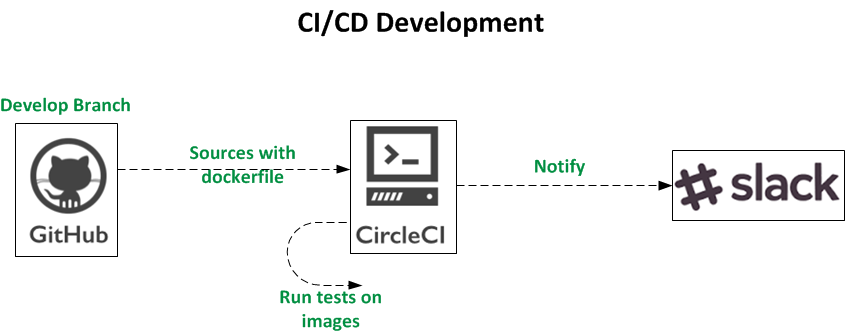 CI/CD Development
Develop Branch
GitHub
Sources with
dockerfile
CircleCI
Run tests on
images
Notify
slack